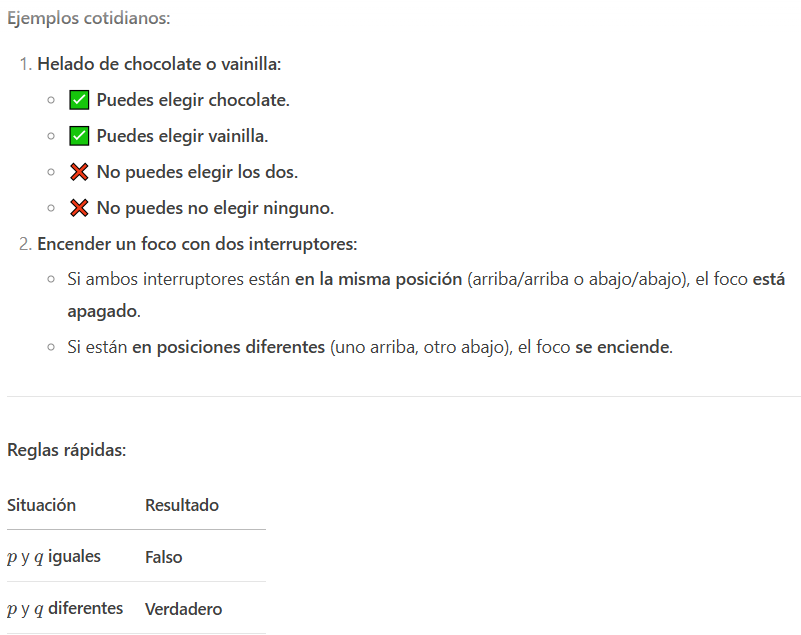 Ejemplos cotidianos:
1. Helado de chocolate o vainilla:
○ ✅ Puedes elegir chocolate.
○ ✅ Puedes elegir vainilla.
○ ❌ No puedes elegir los dos.
○ ❌ No puedes no elegir ninguno.
2. Encender un foco con dos interruptores:
○ Si ambos interruptores están en la misma posición (arriba/arriba o abajo/abajo), el foco está
apagado.
○ Si están en posiciones diferentes (uno arriba, otro abajo), el foco se enciende.
Reglas rápidas:
Situación Resultado
p y q iguales Falso
p y q diferentes Verdadero